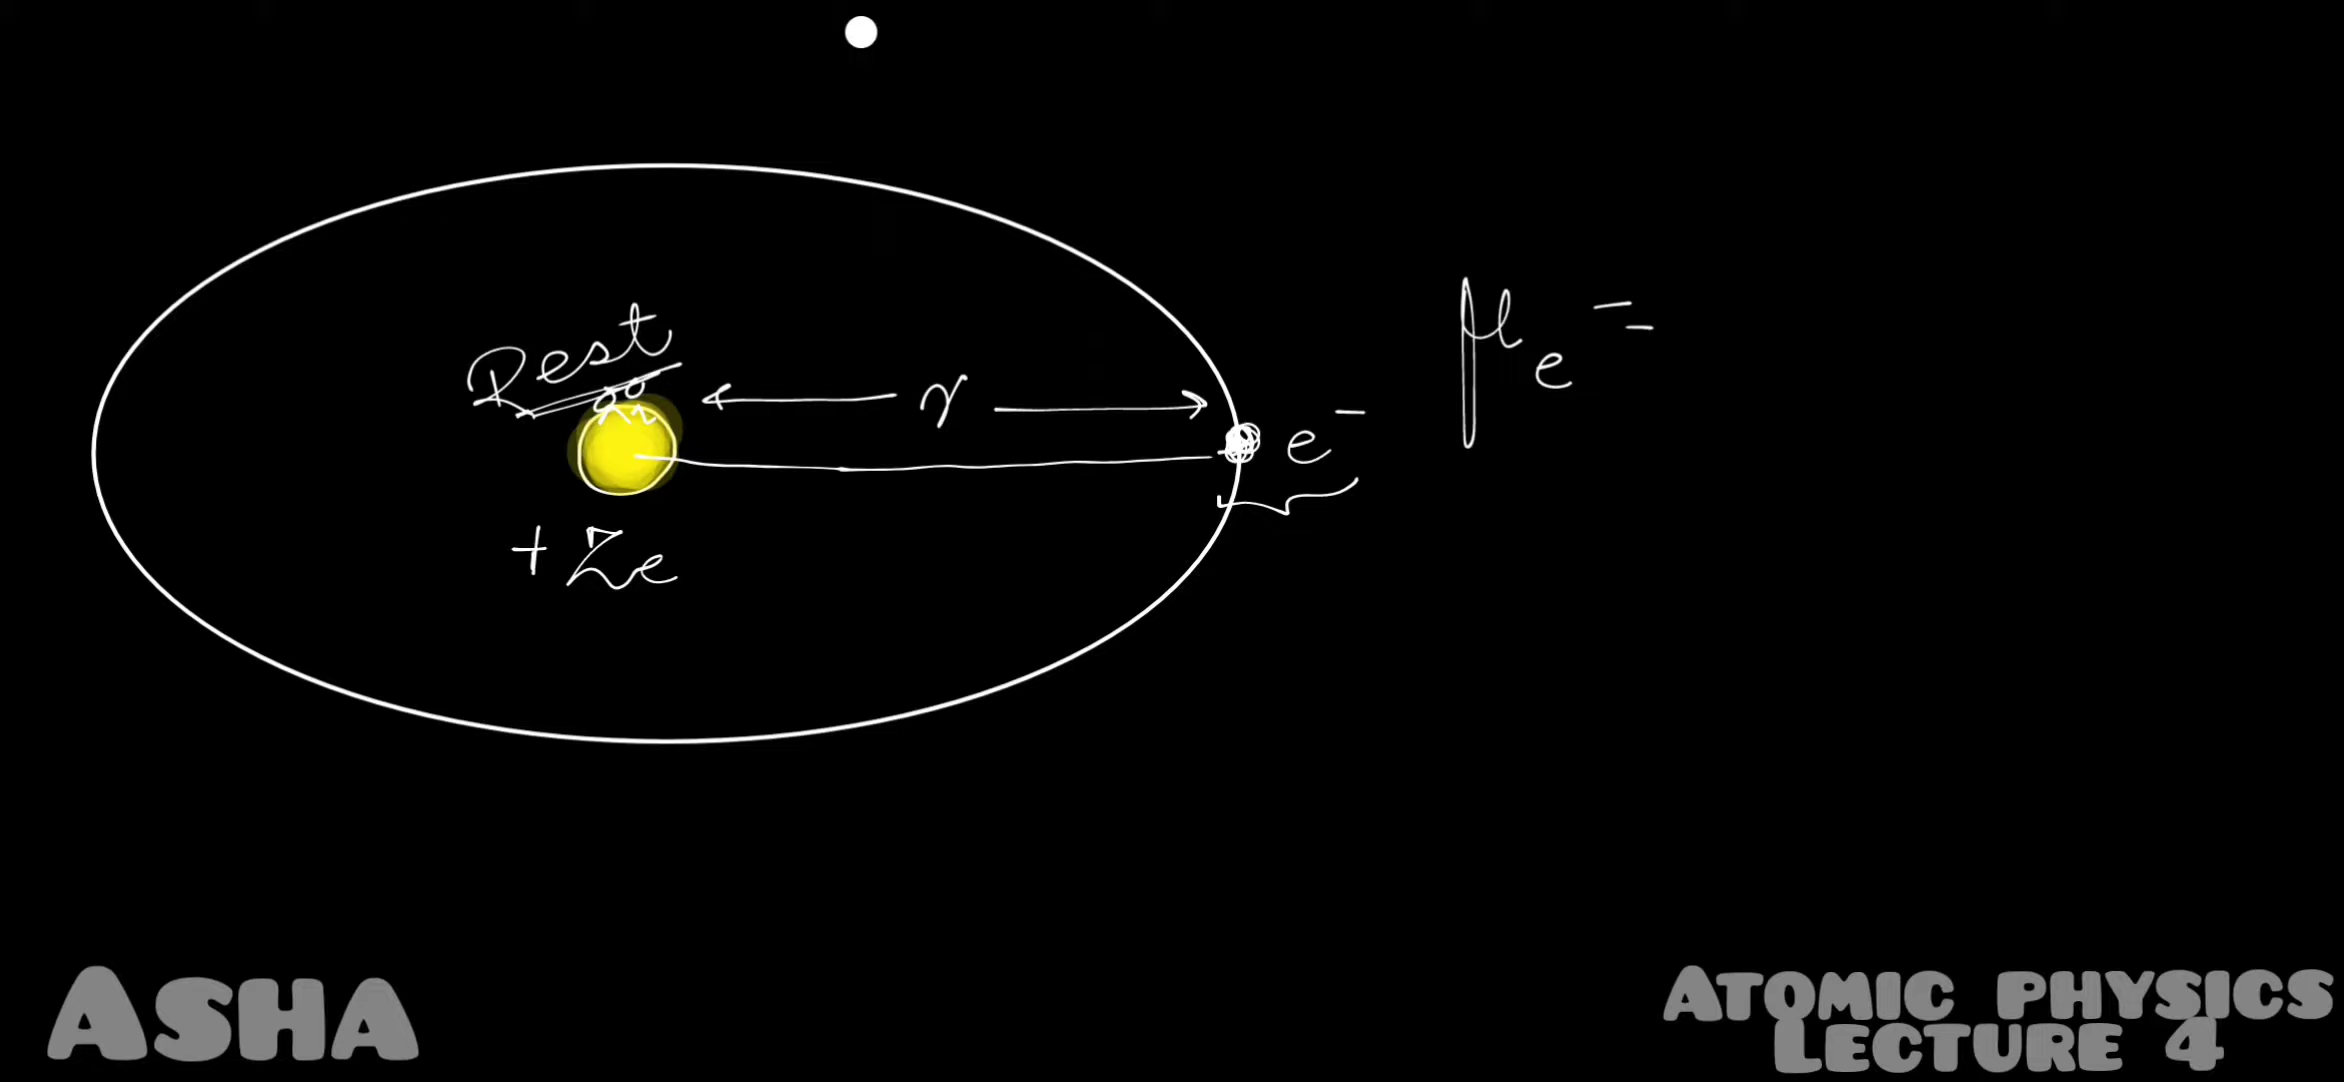 Rest
r
e⁻
+ Ze
μe⁻ =
ASHA
ATOMIC PHYSICS
LECTURE 4